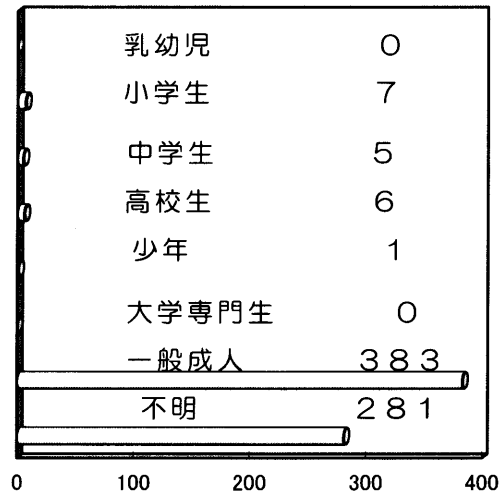 乳幼児 0
小学生 7
中学生 5
高校生 6
少年 1
大学専門生 0
一般成人 383
不明 281
0 100 200 300 400